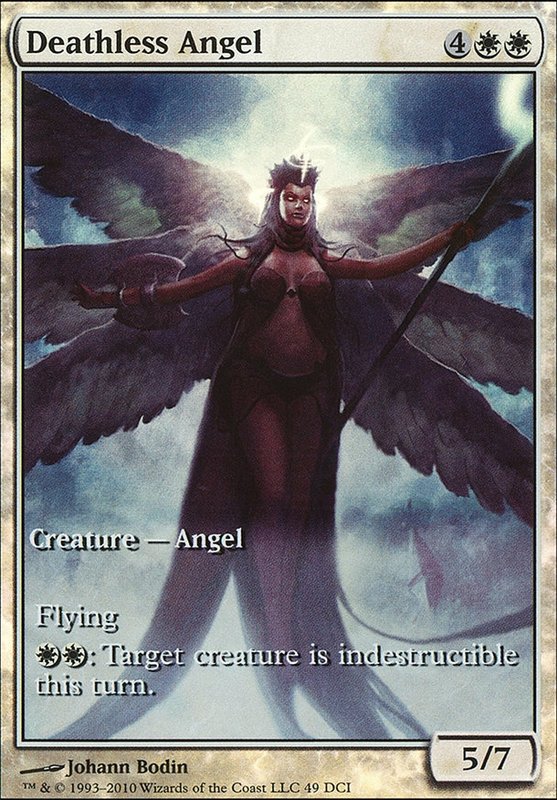 Deathless Angel 4
Creature — Angel
Flying
: Target creature is indestructible
this turn.
5/7
Johann Bodin
™ & © 1993–2010 Wizards of the Coast LLC 49 DCI